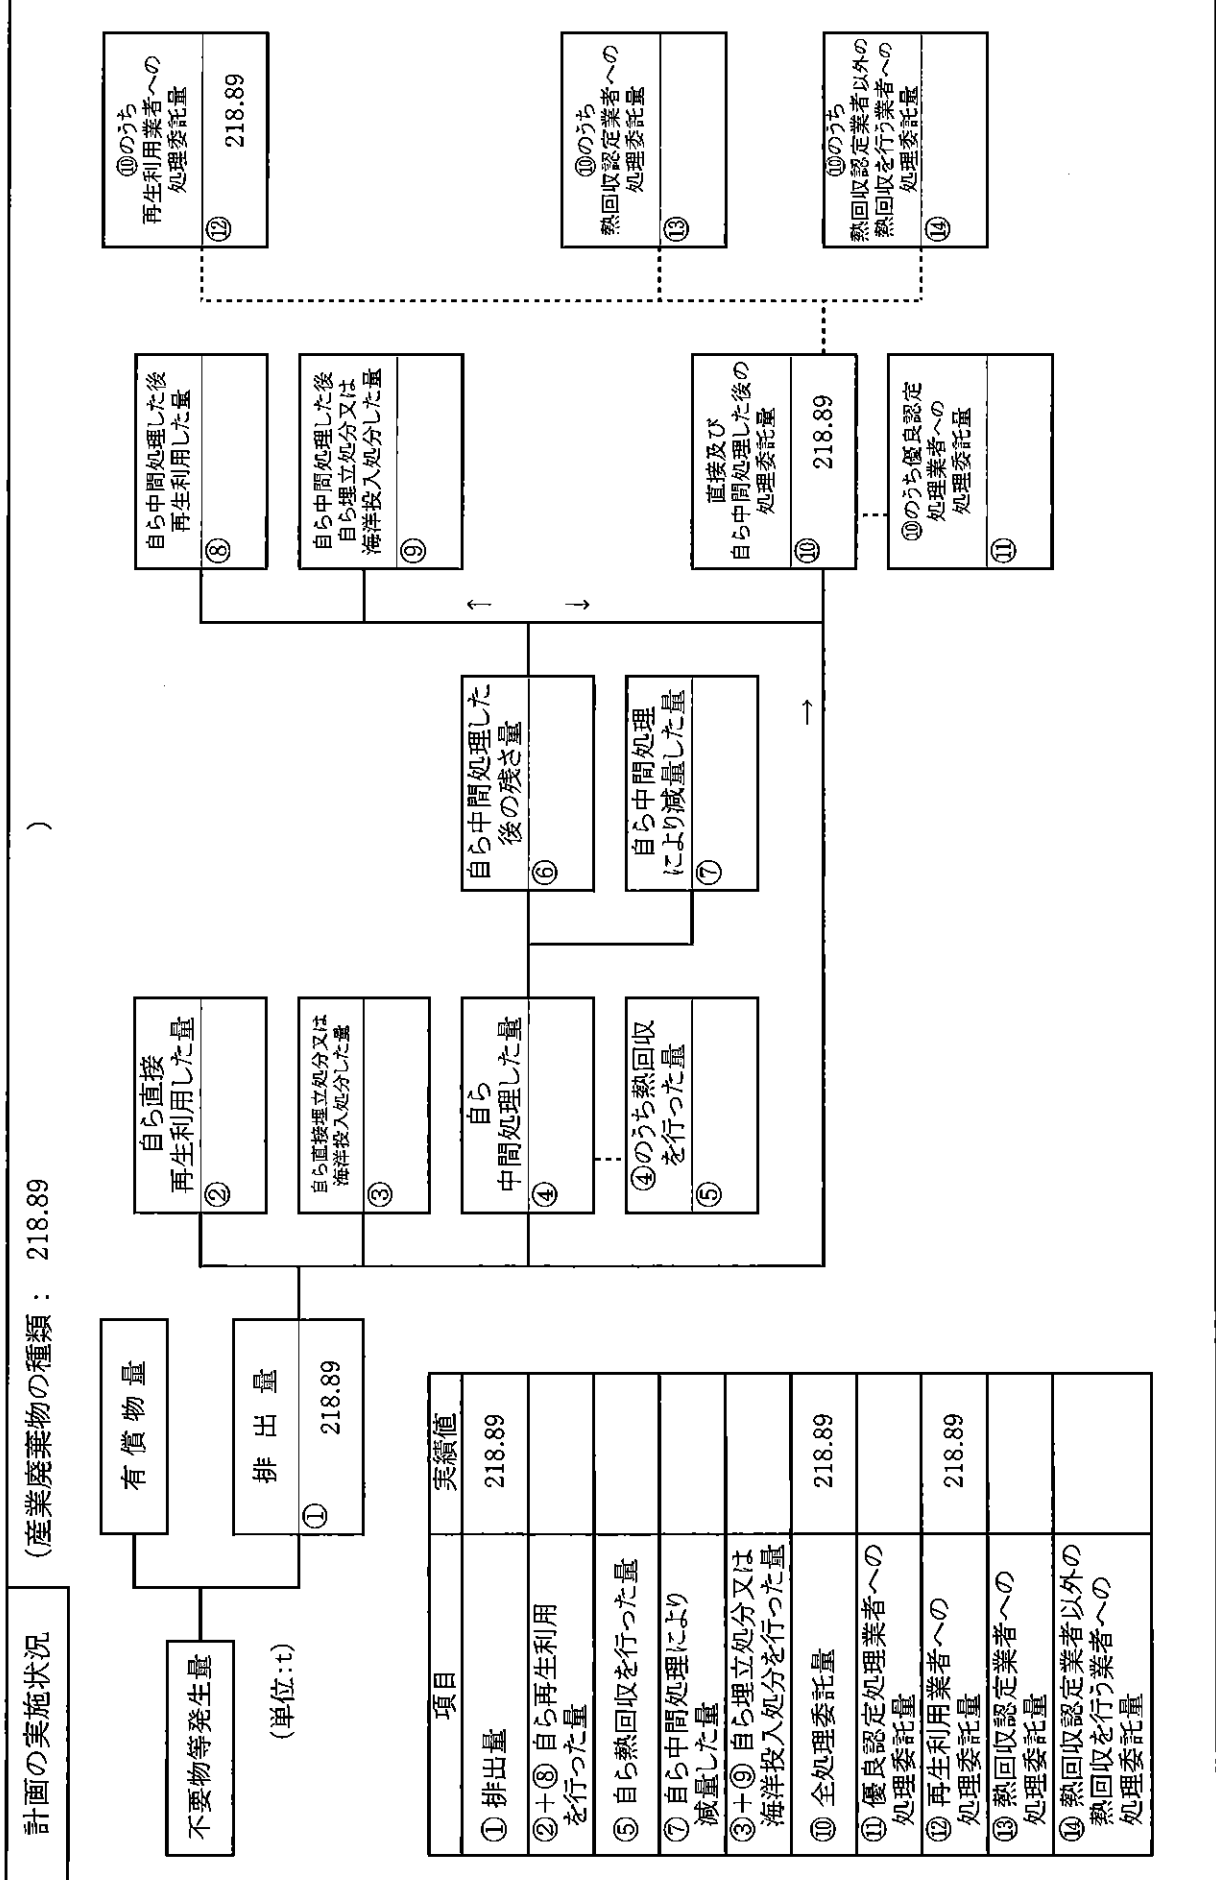 計画の実施状況
(産業廃棄物の種類： 218.89 )
不要物等発生量
(単位:t)
有償物量
排出量
① 218.89
自ら直接
再生利用した量
②
自ら直接埋立処分又は
海洋投入処分した量
③
自ら
中間処理した量
④
④のうち熱回収
を行った量
⑤
自ら中間処理した
後の残さ量
⑥
自ら中間処理
により減量した量
⑦
自ら中間処理した後
再生利用した量
⑧
自ら中間処理した後
自ら埋立処分又は
海洋投入処分した量
⑨
直接及び
自ら中間処理した後の
処理委託量
⑩ 218.89
⑩のうち優良認定
処理業者への
処理委託量
⑪
⑩のうち
再生利用業者への
処理委託量
⑫ 218.89
⑩のうち
熱回収認定業者への
処理委託量
⑬
⑩のうち
熱回収認定業者以外の
熱回収を行う業者への
処理委託量
⑭
項目 実績値
① 排出量 218.89
②＋⑧ 自ら再生利用
を行った量
⑤ 自ら熱回収を行った量
⑦ 自ら中間処理により
減量した量
③＋⑨ 自ら埋立処分又は
海洋投入処分を行った量
⑩ 全処理委託量 218.89
⑪ 優良認定処理業者への
処理委託量
⑫ 再生利用業者への
処理委託量 218.89
⑬ 熱回収認定業者への
処理委託量
⑭ 熱回収認定業者以外の
熱回収を行う業者への
処理委託量